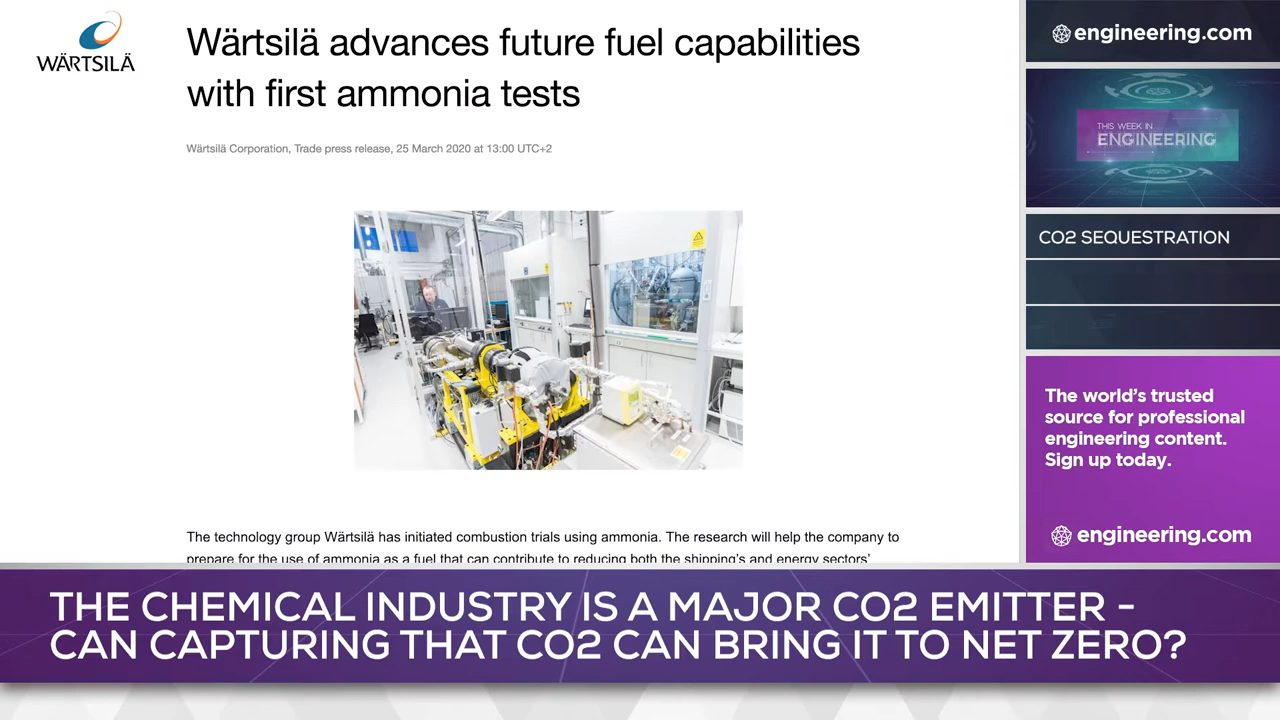 WÄRTSILÄ
Wärtsilä advances future fuel capabilities
with first ammonia tests
Wärtsilä Corporation, Trade press release, 25 March 2020 at 13:00 UTC+2
The technology group Wärtsilä has initiated combustion trials using ammonia. The research will help the company to
prepare for the use of ammonia as a fuel that can contribute to reducing both the shipping's and energy sectors'
engineering.com
THIS WEEK IN
ENGINEERING
CO2 SEQUESTRATION
The world's trusted
source for professional
engineering content.
Sign up today.
engineering.com
THE CHEMICAL INDUSTRY IS A MAJOR CO2 EMITTER -
CAN CAPTURING THAT CO2 CAN BRING IT TO NET ZERO?